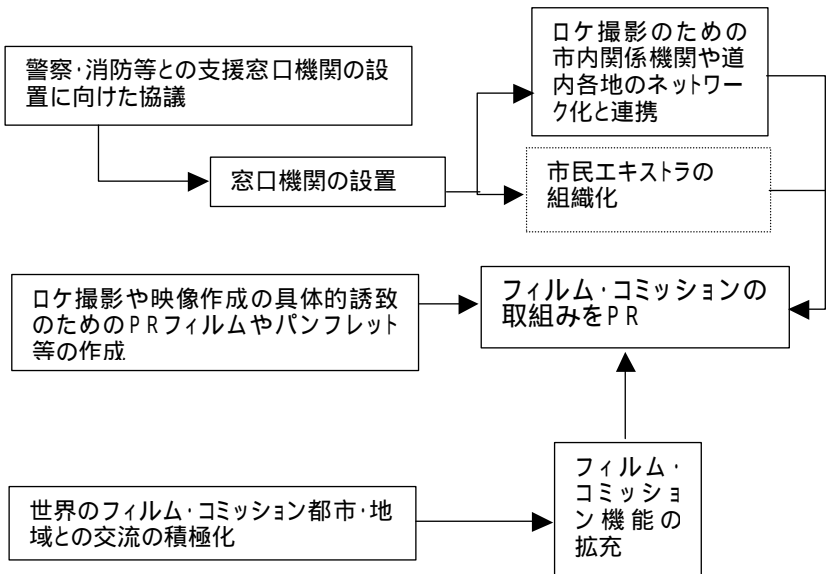 警察・消防等との支援窓口機関の設
置に向けた協議
ロケ撮影のための
市内関係機関や道
内各地のネットワー
ク化と連携
窓口機関の設置
市民エキストラの
組織化
ロケ撮影や映像作成の具体的誘致
のためのPRフィルムやパンフレット
等の作成
フィルム・コミッションの
取組みをPR
世界のフィルム・コミッション都市・地
域との交流の積極化
フィルム・
コミッショ
ン機能の
拡充